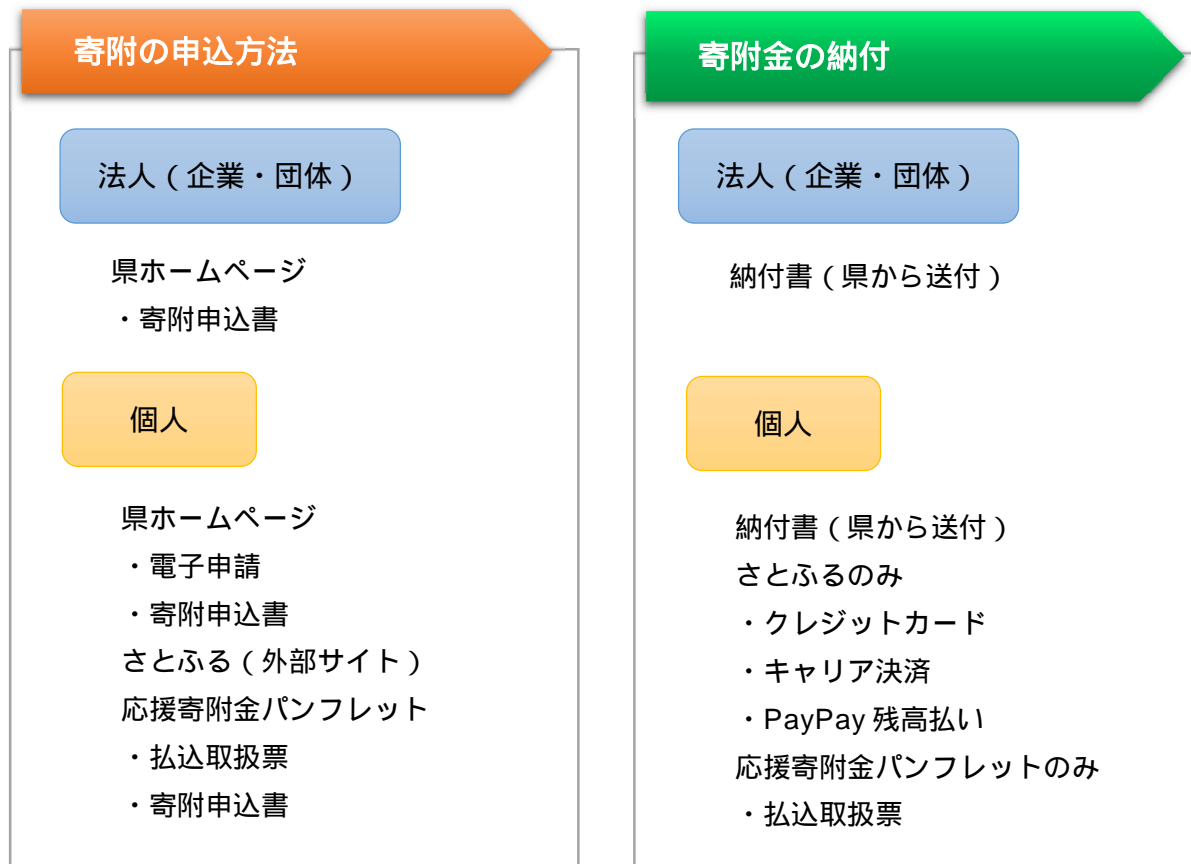 寄附の申込方法
法人(企業・団体)
県ホームページ
・寄附申込書
個人
県ホームページ
・電子申請
・寄附申込書
さとふる(外部サイト)
応援寄附金パンフレット
・払込取扱票
・寄附申込書
寄附金の納付
法人(企業・団体)
納付書(県から送付)
個人
納付書(県から送付)
さとふるのみ
・クレジットカード
・キャリア決済
・PayPay 残高払い
応援寄附金パンフレットのみ
・払込取扱票